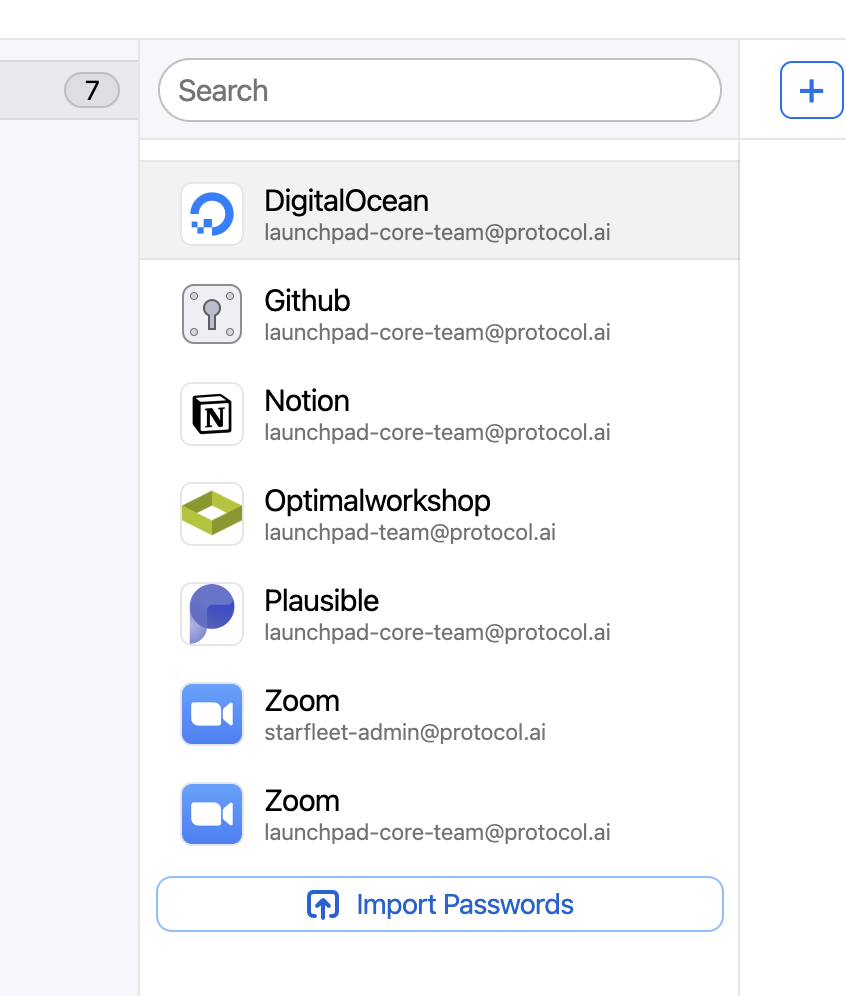 7
Search
+
DigitalOcean
launchpad-core-team@protocol.ai
Github
launchpad-core-team@protocol.ai
N
Notion
launchpad-core-team@protocol.ai
Optimalworkshop
launchpad-team@protocol.ai
Plausible
launchpad-core-team@protocol.ai
Zoom
starfleet-admin@protocol.ai
Zoom
launchpad-core-team@protocol.ai
Import Passwords